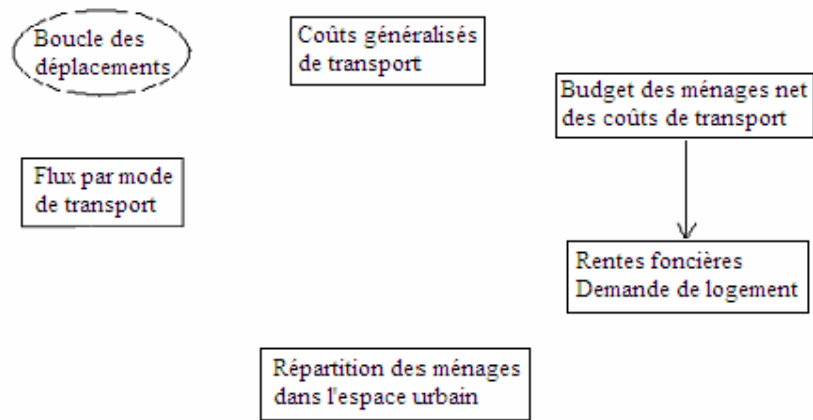 Boucle des
déplacements
Coûts généralisés
de transport
Budget des ménages net
des coûts de transport
Flux par mode
de transport
Rentes foncières
Demande de logement
Répartition des ménages
dans l'espace urbain